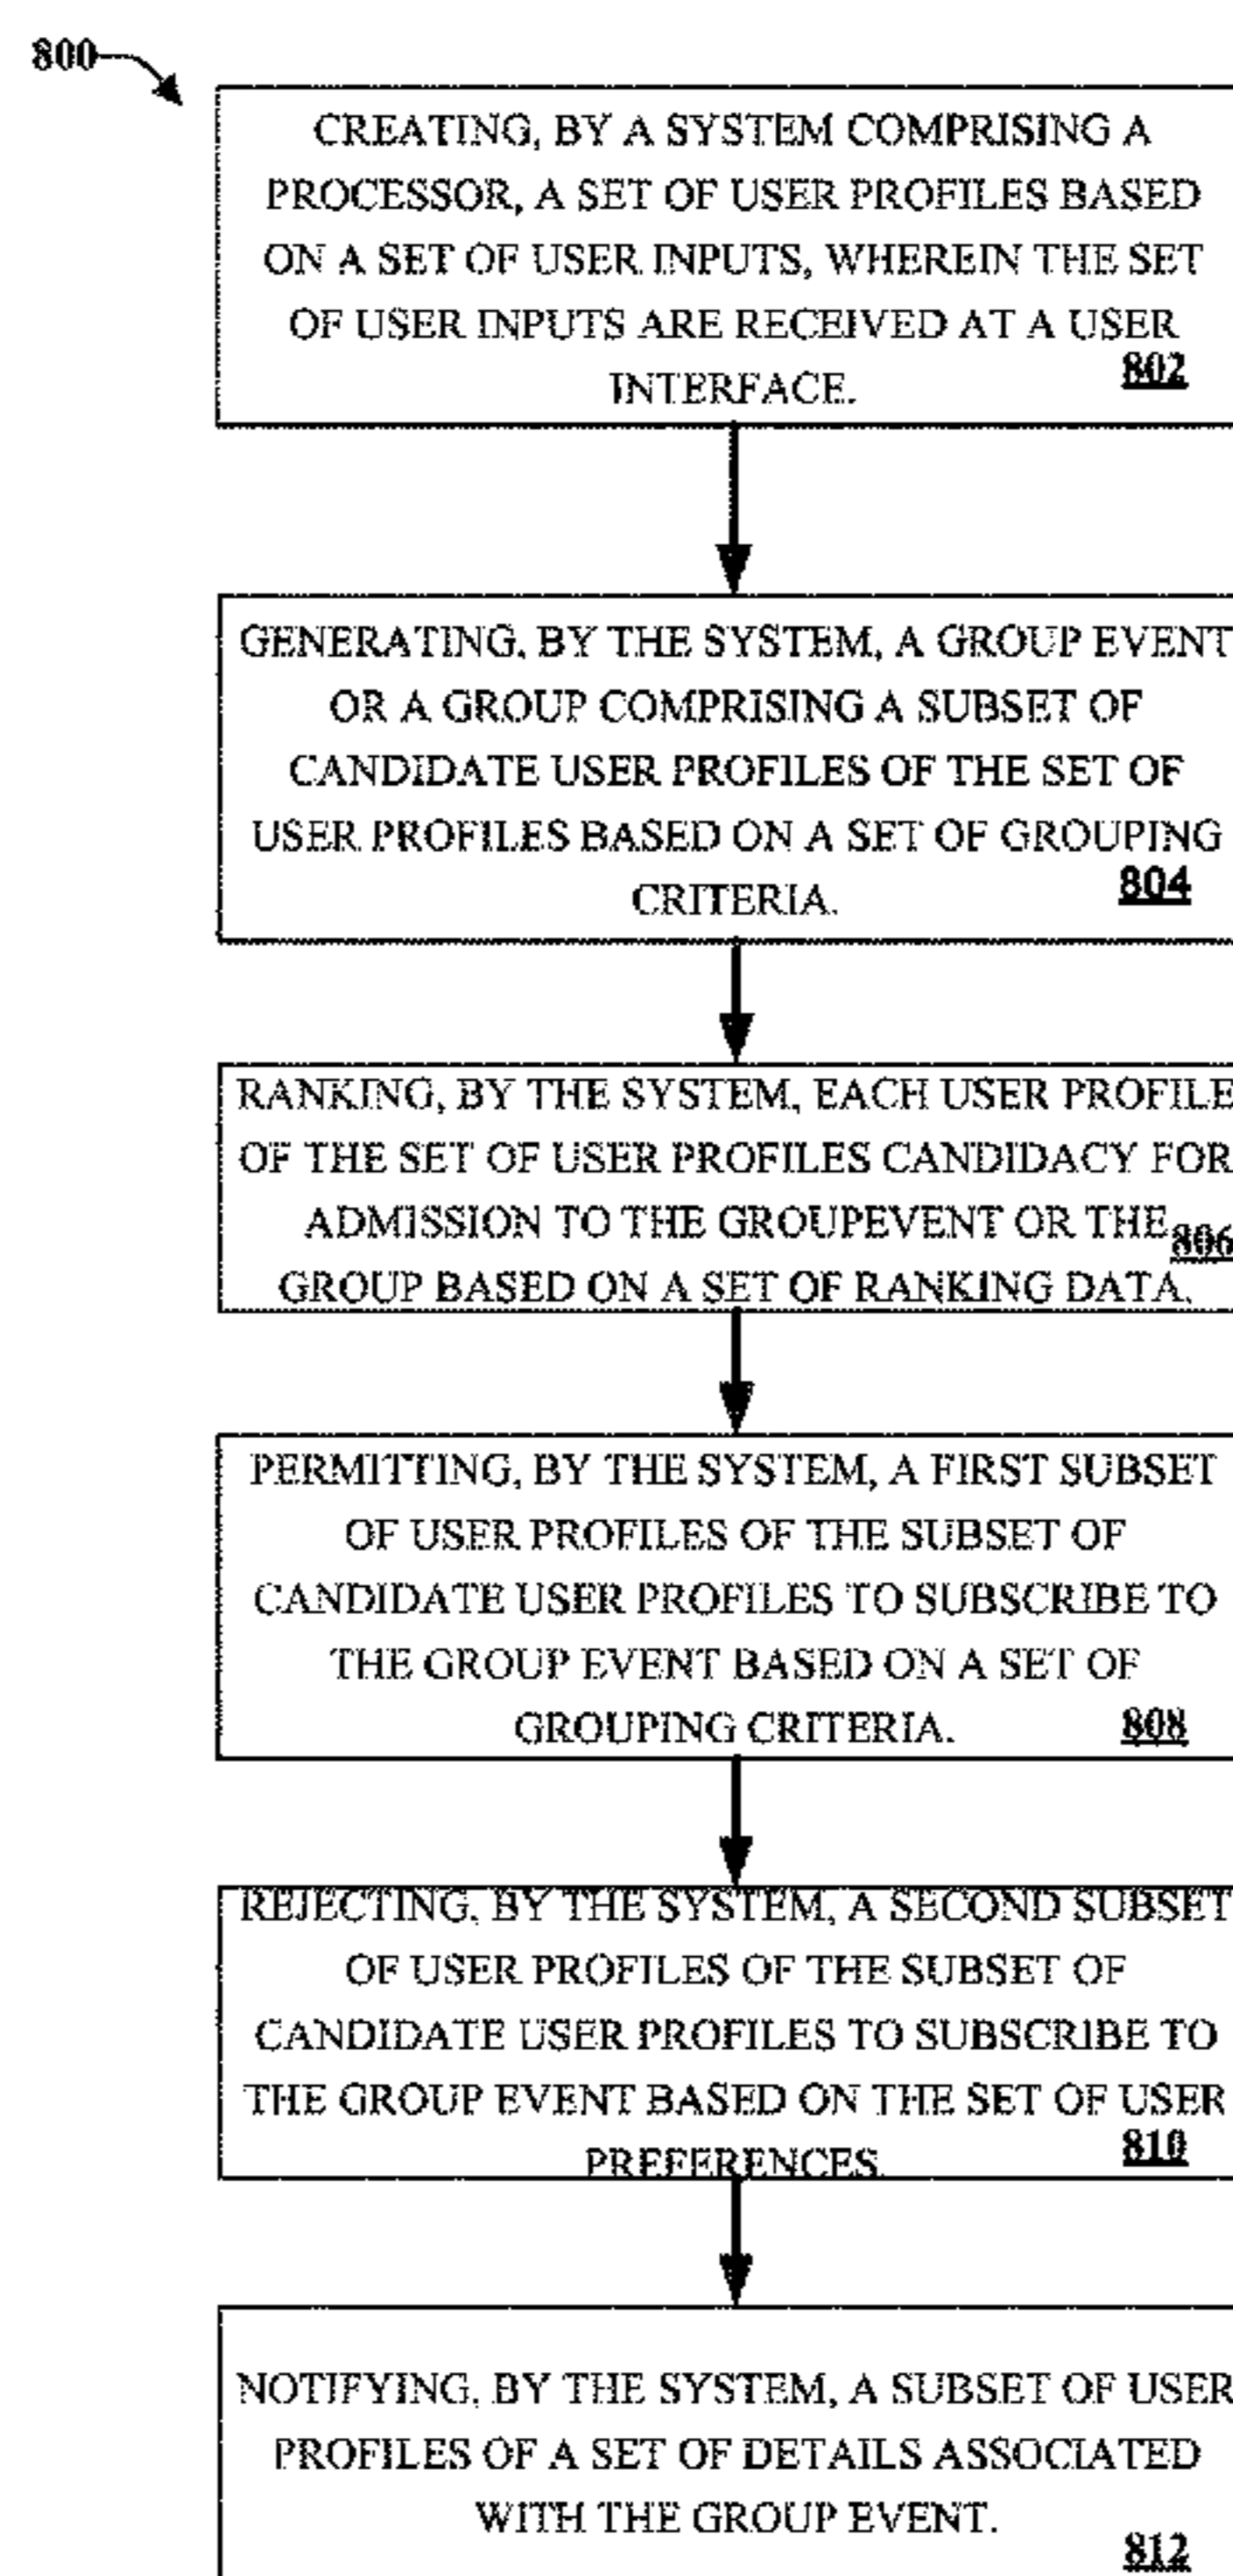 800
CREATING, BY A SYSTEM COMPRISING A
PROCESSOR, A SET OF USER PROFILES BASED
ON A SET OF USER INPUTS, WHEREIN THE SET
OF USER INPUTS ARE RECEIVED AT A USER
INTERFACE.
802
GENERATING, BY THE SYSTEM, A GROUP EVENT
OR A GROUP COMPRISING A SUBSET OF
CANDIDATE USER PROFILES OF THE SET OF
USER PROFILES BASED ON A SET OF GROUPING
CRITERIA.
804
RANKING, BY THE SYSTEM, EACH USER PROFILE
OF THE SET OF USER PROFILES CANDIDACY FOR
ADMISSION TO THE GROUPEVENT OR THE
806
GROUP BASED ON A SET OF RANKING DATA.
PERMITTING, BY THE SYSTEM, A FIRST SUBSET
OF USER PROFILES OF THE SUBSET OF
CANDIDATE USER PROFILES TO SUBSCRIBE TO
THE GROUP EVENT BASED ON A SET OF
GROUPING CRITERIA.
808
REJECTING, BY THE SYSTEM, A SECOND SUBSET
OF USER PROFILES OF THE SUBSET OF
CANDIDATE USER PROFILES TO SUBSCRIBE TO
THE GROUP EVENT BASED ON THE SET OF USER
PREFERENCES.
810
NOTIFYING, BY THE SYSTEM, A SUBSET OF USER
PROFILES OF A SET OF DETAILS ASSOCIATED
WITH THE GROUP EVENT.
812